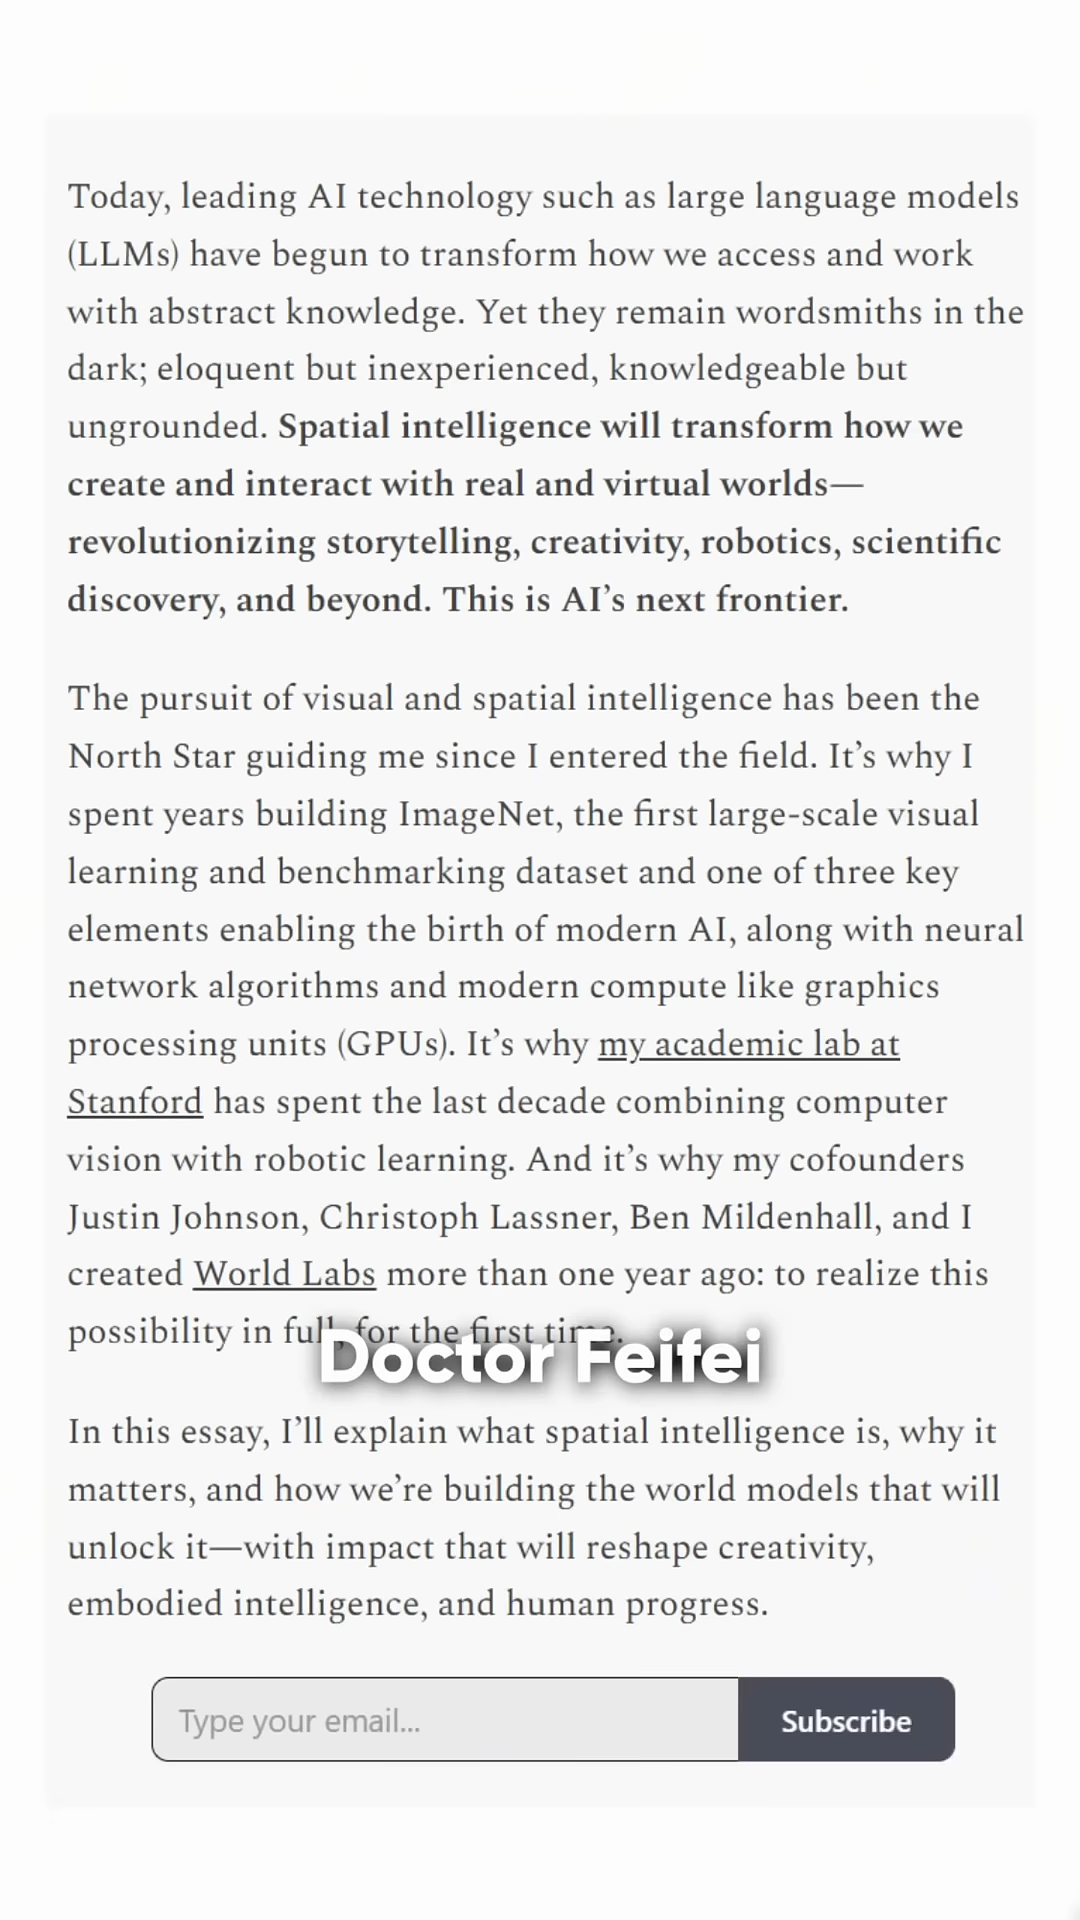 Today, leading AI technology such as large language models
(LLMs) have begun to transform how we access and work
with abstract knowledge. Yet they remain wordsmiths in the
dark; eloquent but inexperienced, knowledgeable but
ungrounded. Spatial intelligence will transform how we
create and interact with real and virtual worlds—
revolutionizing storytelling, creativity, robotics, scientific
discovery, and beyond. This is AI’s next frontier.
The pursuit of visual and spatial intelligence has been the
North Star guiding me since I entered the field. It’s why I
spent years building ImageNet, the first large-scale visual
learning and benchmarking dataset and one of three key
elements enabling the birth of modern AI, along with neural
network algorithms and modern compute like graphics
processing units (GPUs). It’s why my academic lab at
Stanford has spent the last decade combining computer
vision with robotic learning. And it’s why my cofounders
Justin Johnson, Christoph Lassner, Ben Mildenhall, and I
created World Labs more than one year ago: to realize this
possibility in full, for the first time.
Doctor Feifei
In this essay, I’ll explain what spatial intelligence is, why it
matters, and how we’re building the world models that will
unlock it—with impact that will reshape creativity,
embodied intelligence, and human progress.
Type your email... Subscribe